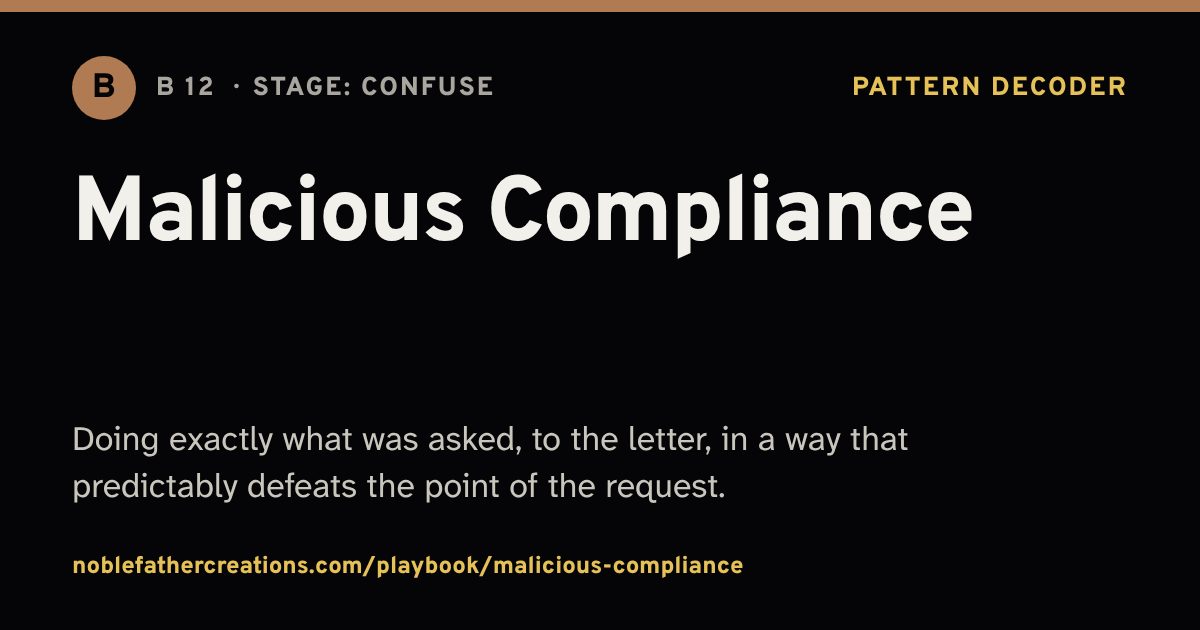 B
B 12 · STAGE: CONFUSE
PATTERN DECODER
Malicious Compliance
Doing exactly what was asked, to the letter, in a way that
predictably defeats the point of the request.
noblefathercreations.com/playbook/malicious-compliance